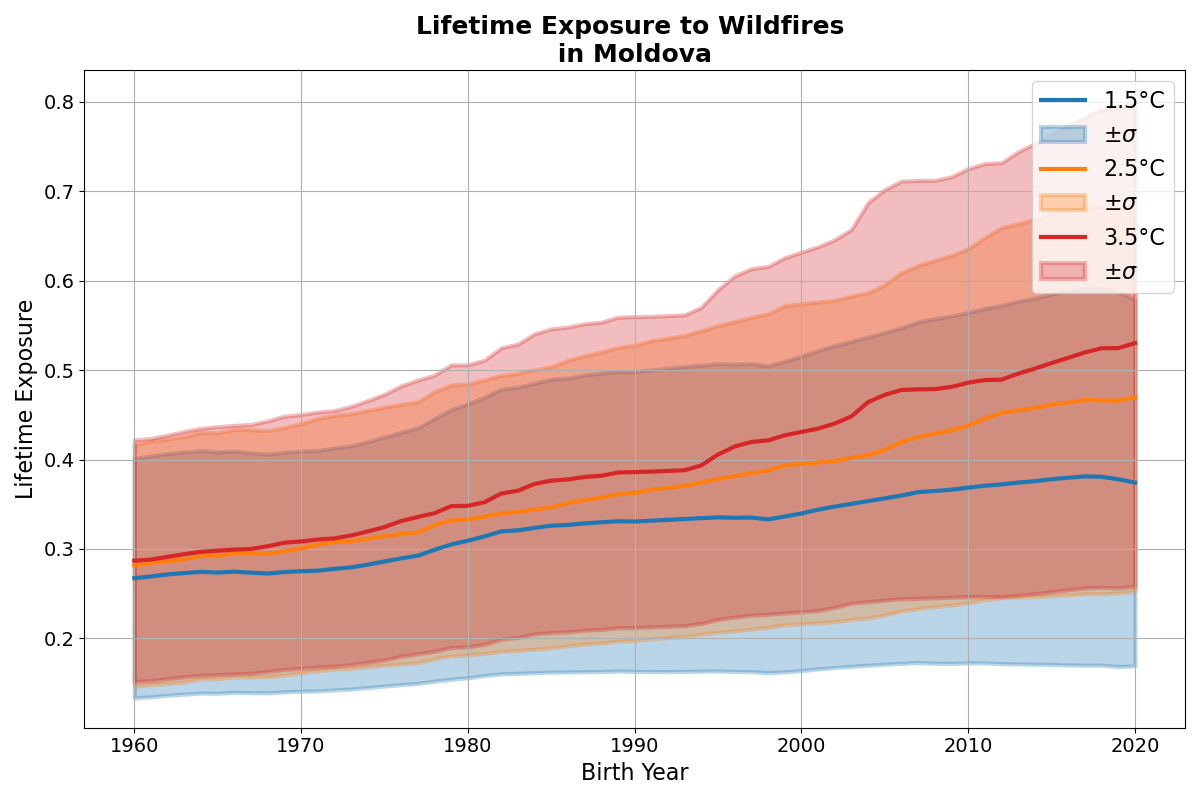 Lifetime Exposure to Wildfires
in Moldova
Lifetime Exposure
0.8
0.7
0.6
0.5
0.4
0.3
0.2
1.5°C
±σ
2.5°C
±σ
3.5°C
±σ
1960 1970 1980 1990 2000 2010 2020
Birth Year